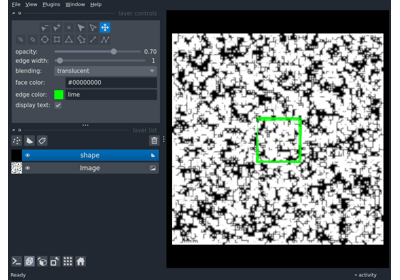 File View Plugins Window Help
layer controls
opacity: 0.70
edge width: 1
blending: translucent
face color: #00000000
edge color: lime
display text:
layer list
shape
Image
Ready
activity